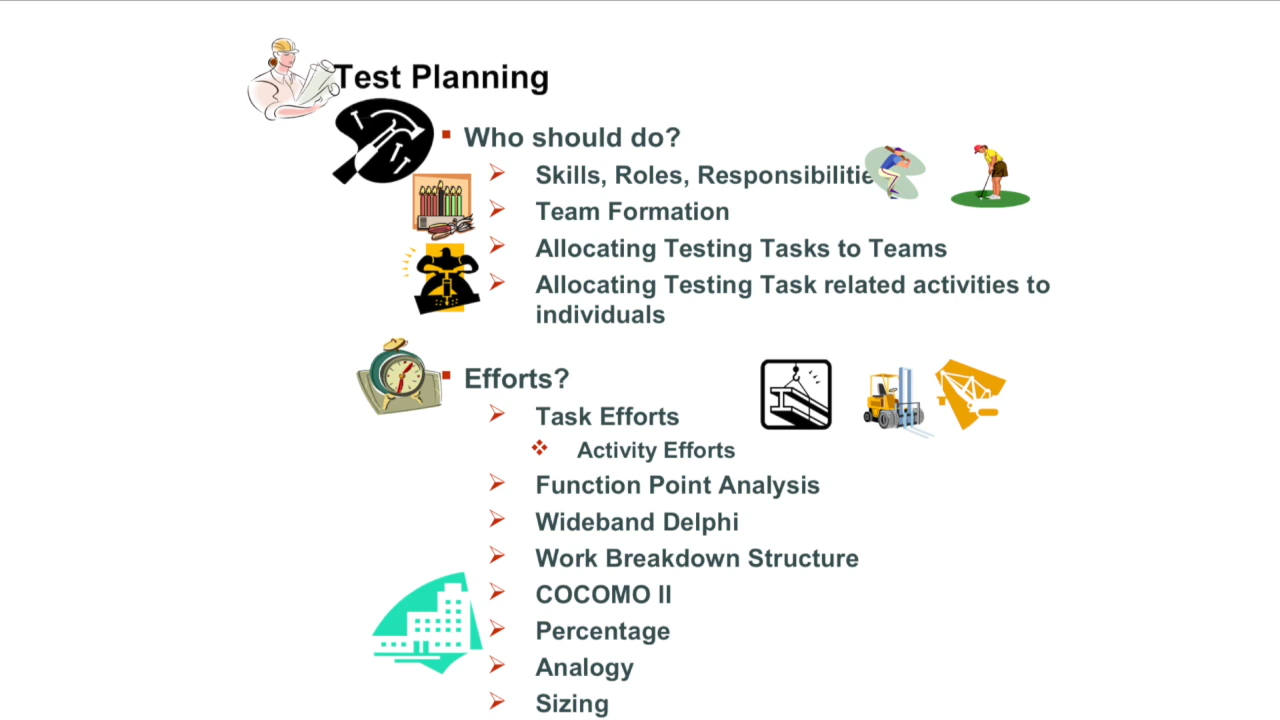 Test Planning
Who should do?
Skills, Roles, Responsibilitie
Team Formation
Allocating Testing Tasks to Teams
Allocating Testing Task related activities to
individuals
Efforts?
Task Efforts
Activity Efforts
Function Point Analysis
Wideband Delphi
Work Breakdown Structure
COCOMO II
Percentage
Analogy
Sizing